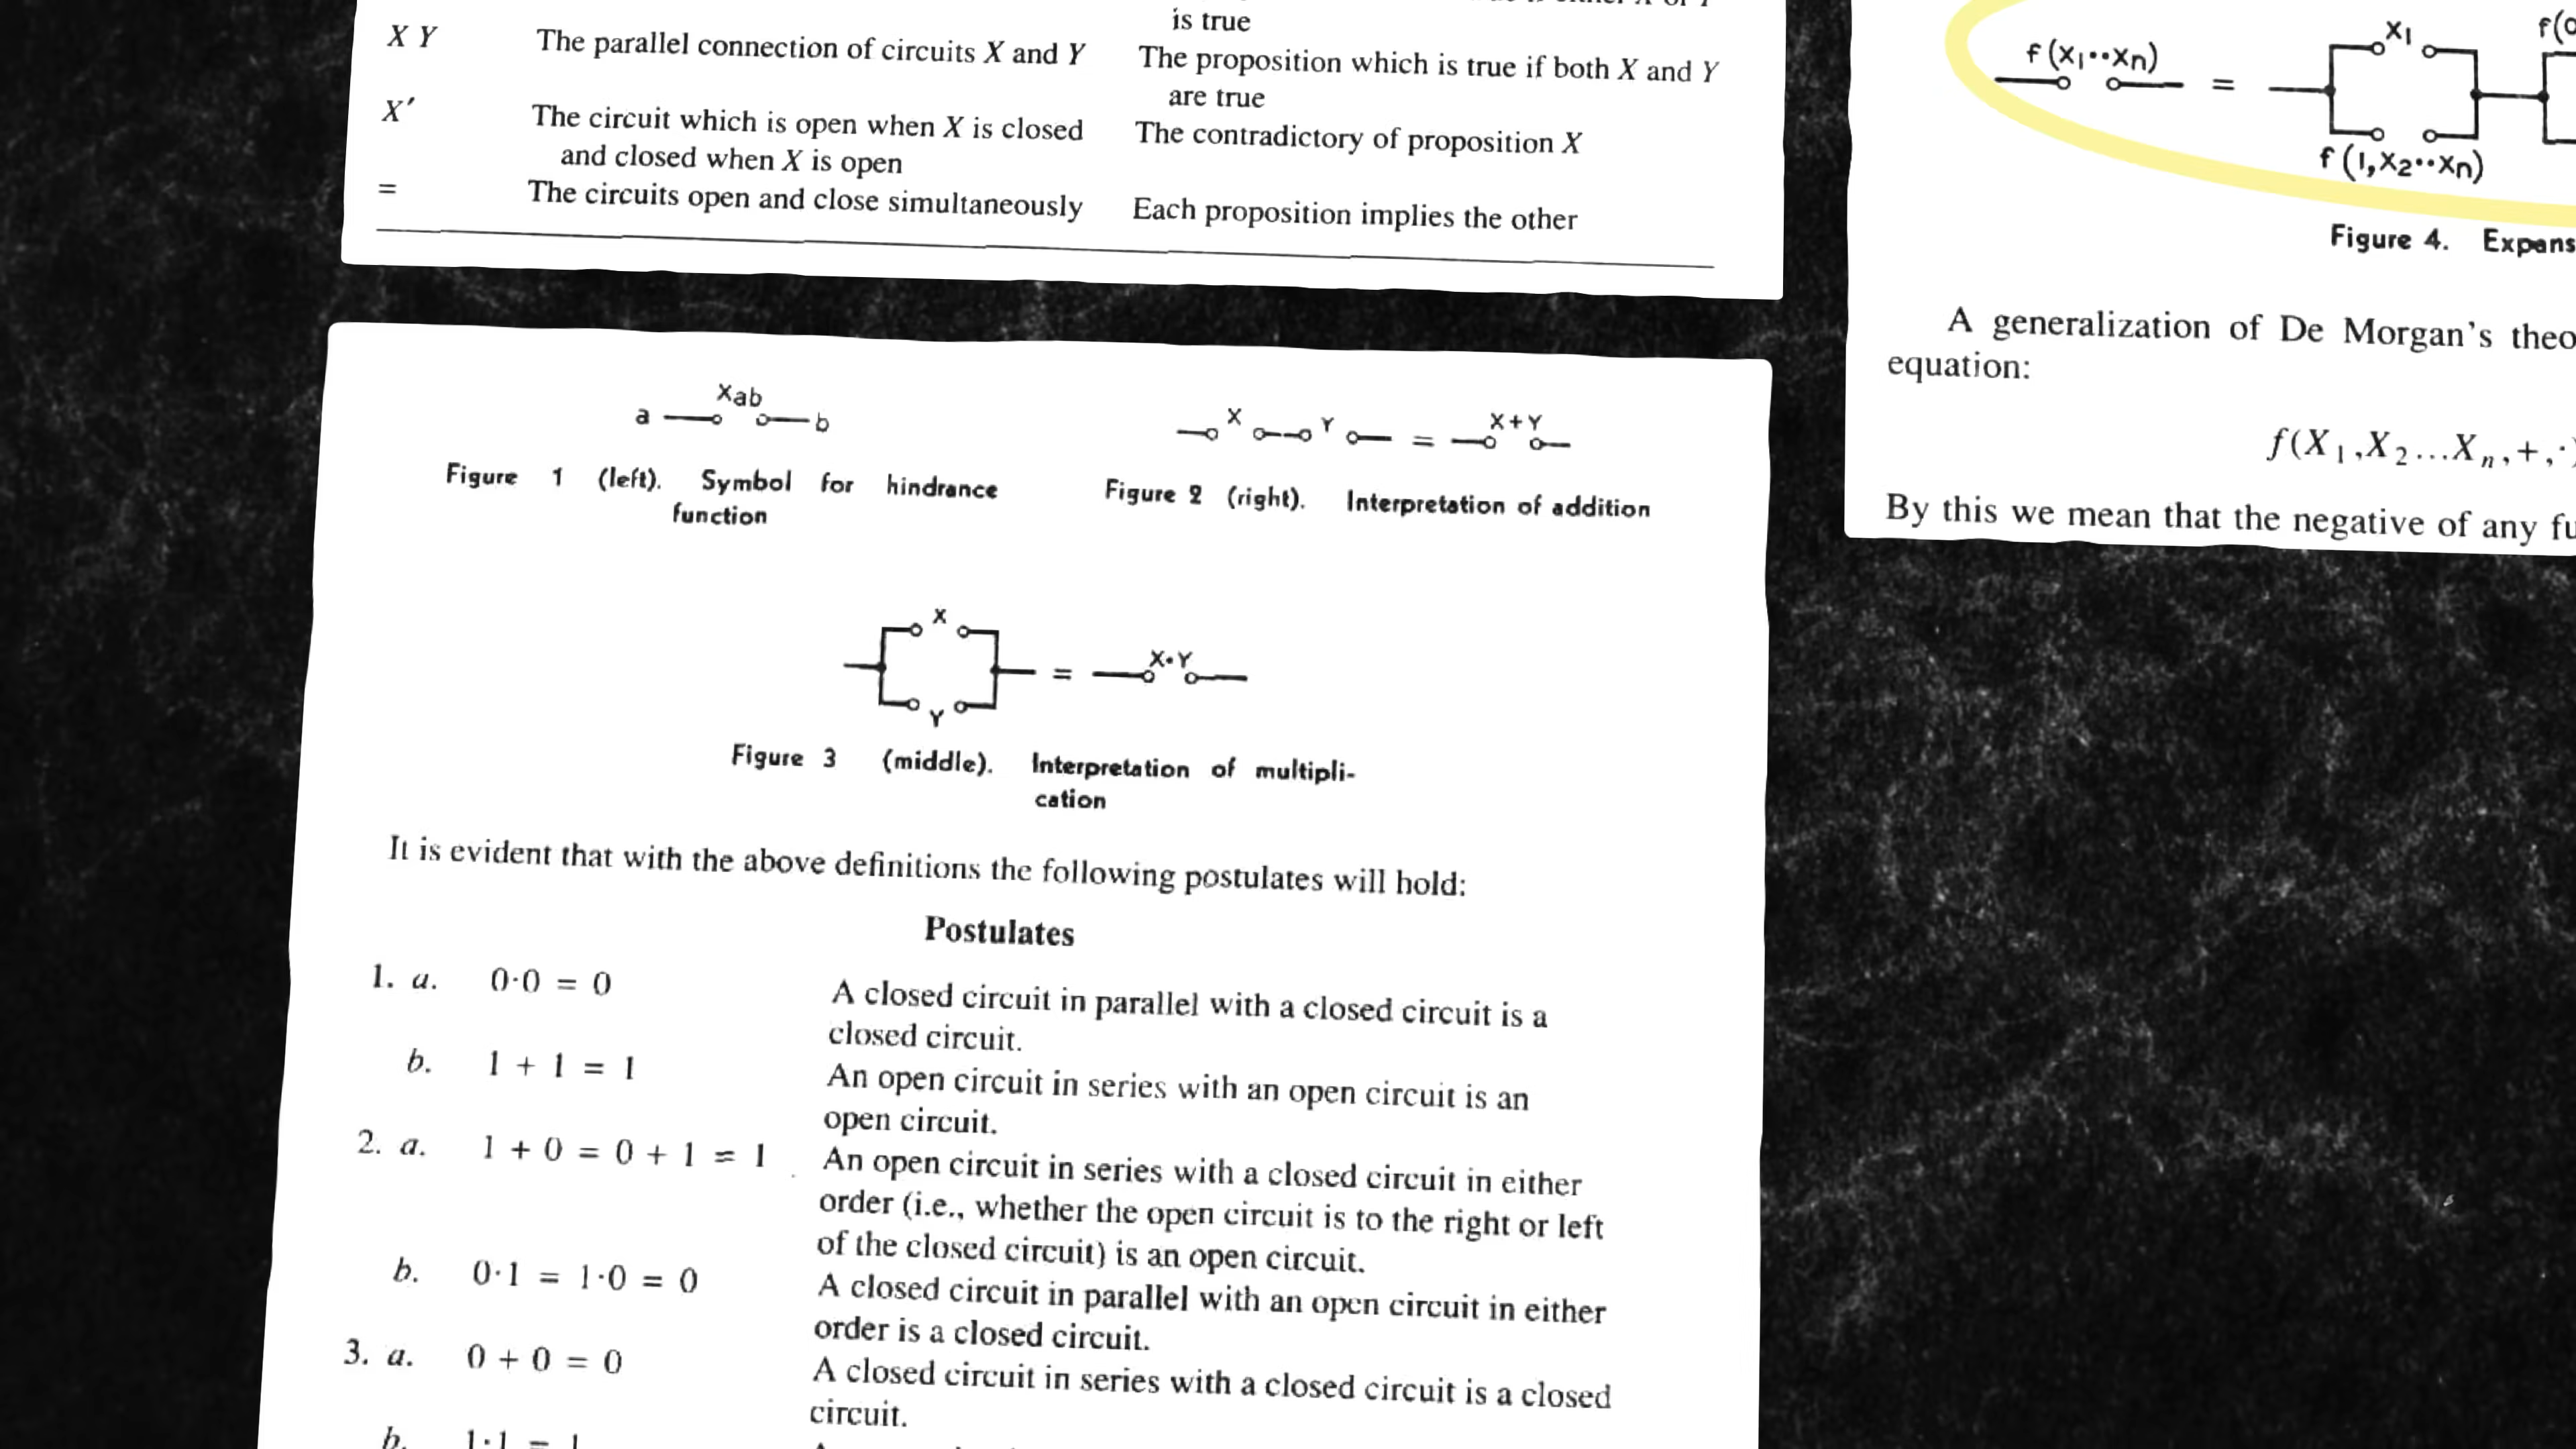 is true
X Y The parallel connection of circuits X and Y The proposition which is true if both X and Y
are true
X′ The circuit which is open when X is closed The contradictory of proposition X
and closed when X is open
= The circuits open and close simultaneously Each proposition implies the other
Xab
a b
X Y = X+Y
Figure 1 (left). Symbol for hindrance
function
Figure 2 (right). Interpretation of addition
X
= X·Y
Y
Figure 3 (middle). Interpretation of multipli-
cation
It is evident that with the above definitions the following postulates will hold:
Postulates
1. a. 0·0 = 0 A closed circuit in parallel with a closed circuit is a
closed circuit.
b. 1 + 1 = 1 An open circuit in series with an open circuit is an
open circuit.
2. a. 1 + 0 = 0 + 1 = 1 An open circuit in series with a closed circuit in either
order (i.e., whether the open circuit is to the right or left
of the closed circuit) is an open circuit.
b. 0·1 = 1·0 = 0 A closed circuit in parallel with an open circuit in either
order is a closed circuit.
3. a. 0 + 0 = 0 A closed circuit in series with a closed circuit is a closed
circuit.
b. 1·1 = 1
X1
f(X1··Xn) =
f(1,X2··Xn)
Figure 4.
A generalization of De Morgan's
equation:
f(X1,X2...Xn,+,·
By this we mean that the negative of any